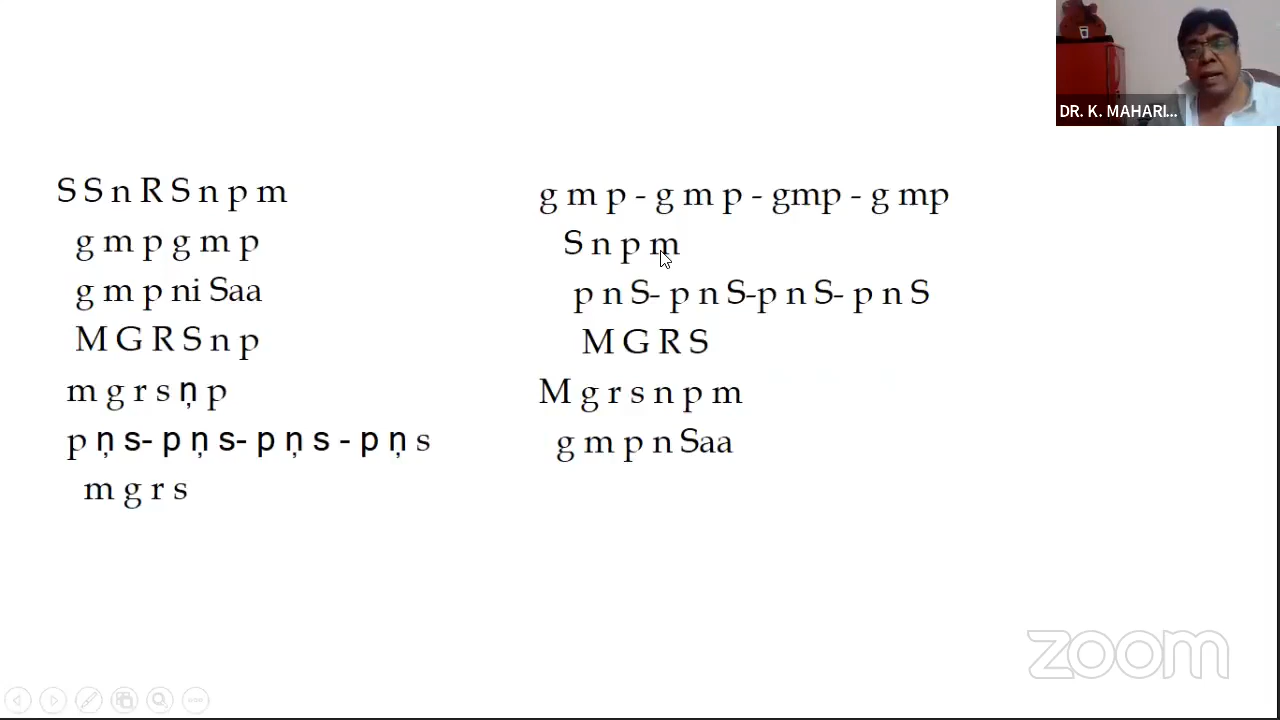 DR. K. MAHARI...
S S n R S n p m
g m p g m p
g m p ni Saa
M G R S n p
m g r s ṇ p
p ṇ s- p ṇ s- p ṇ s - p ṇ s
m g r s
g m p - g m p - gmp - g mp
S n p m
p n S- p n S-p n S- p n S
M G R S
M g r s n p m
g m p n Saa
zoom